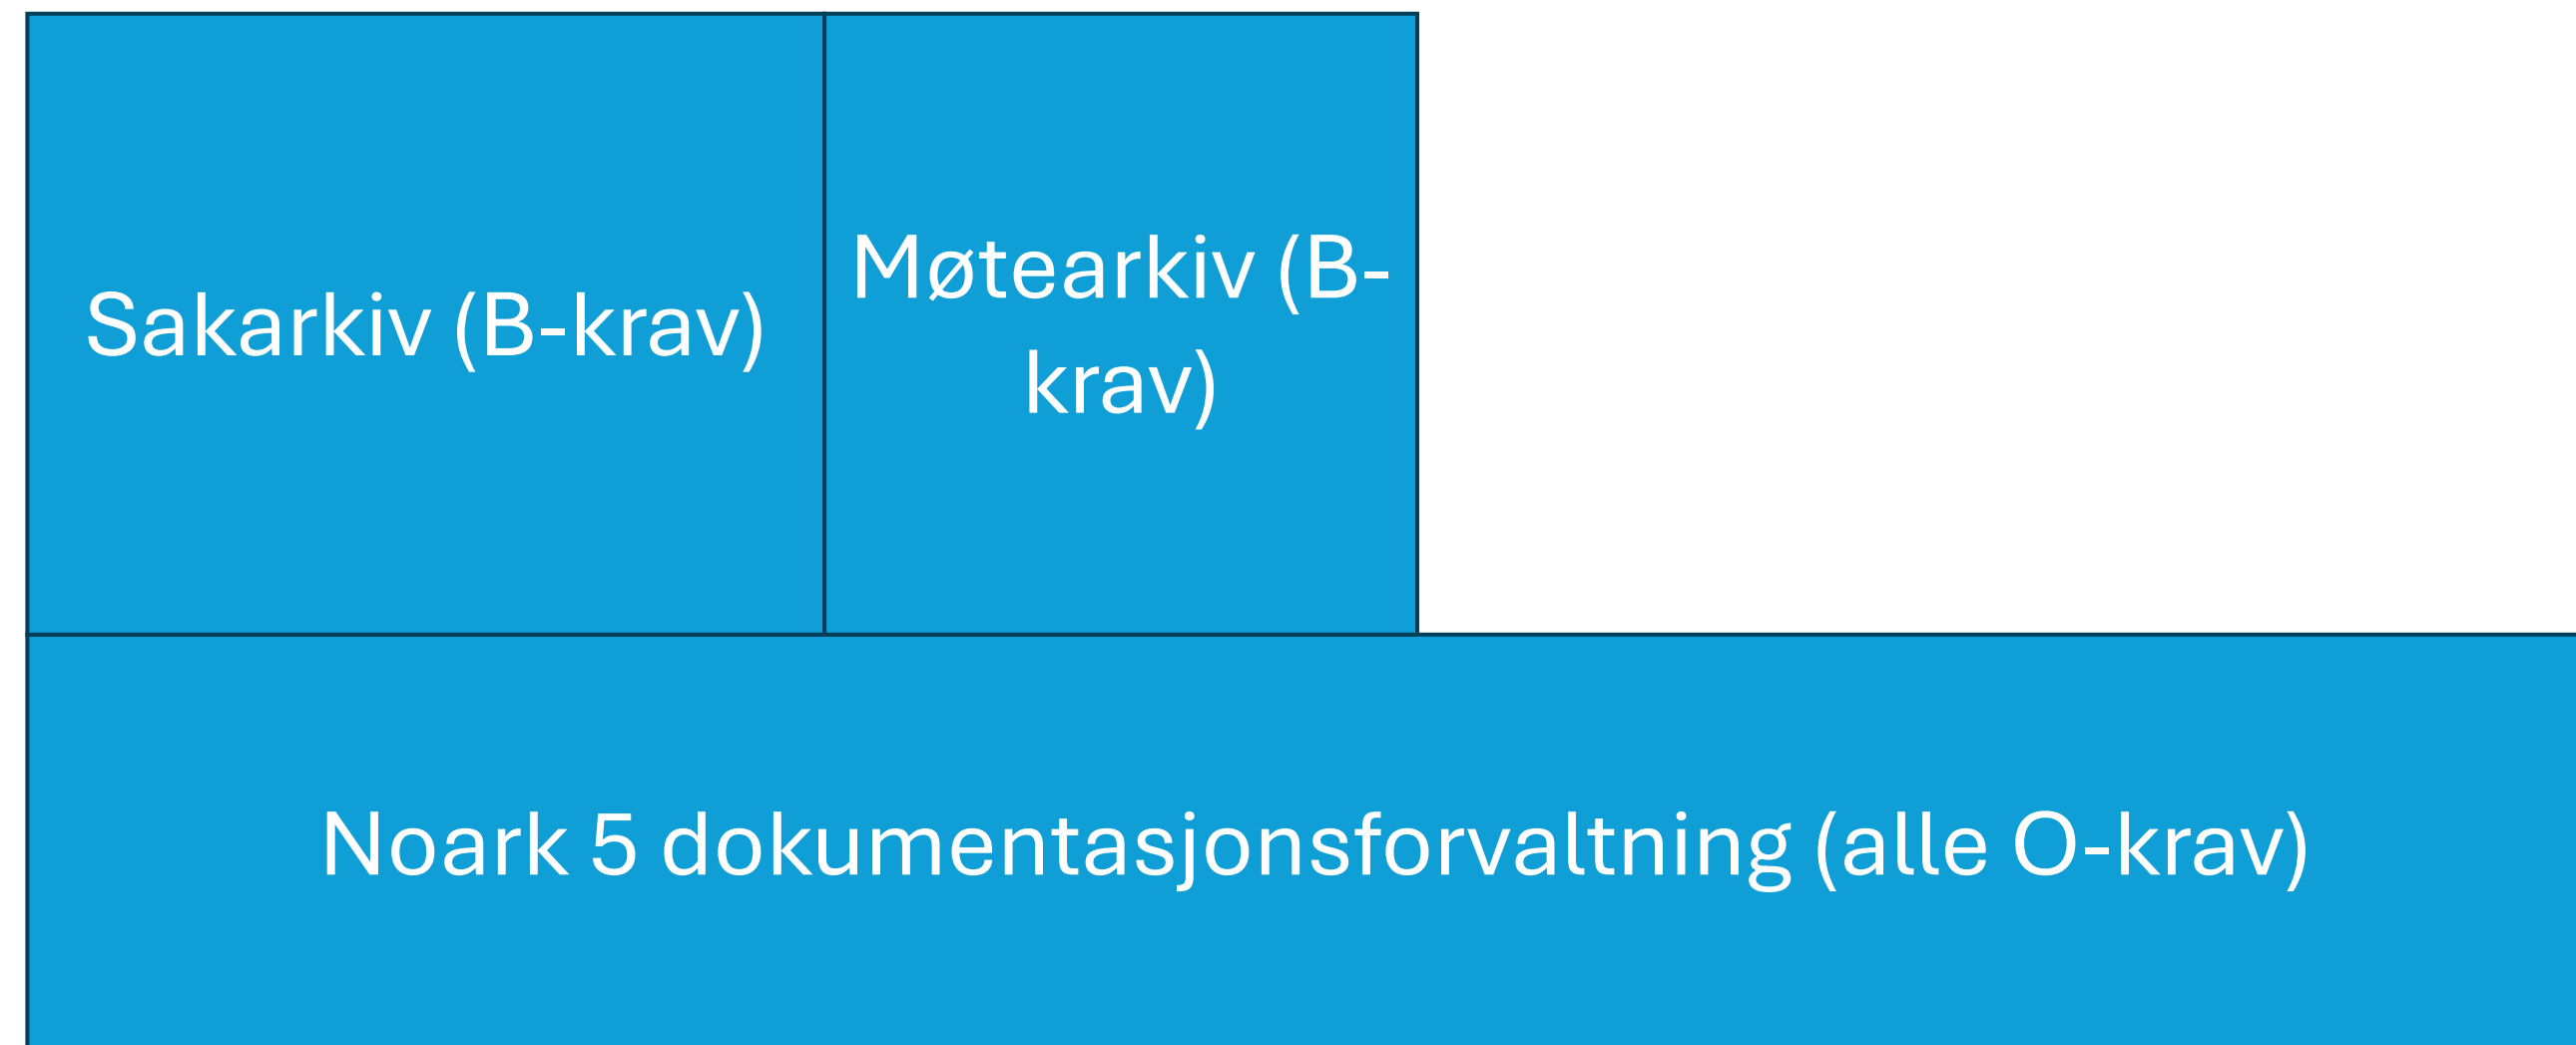 Sakarkiv (B-krav)
Møtearkiv (B-
krav)
Noark 5 dokumentasjonsforvaltning (alle O-krav)